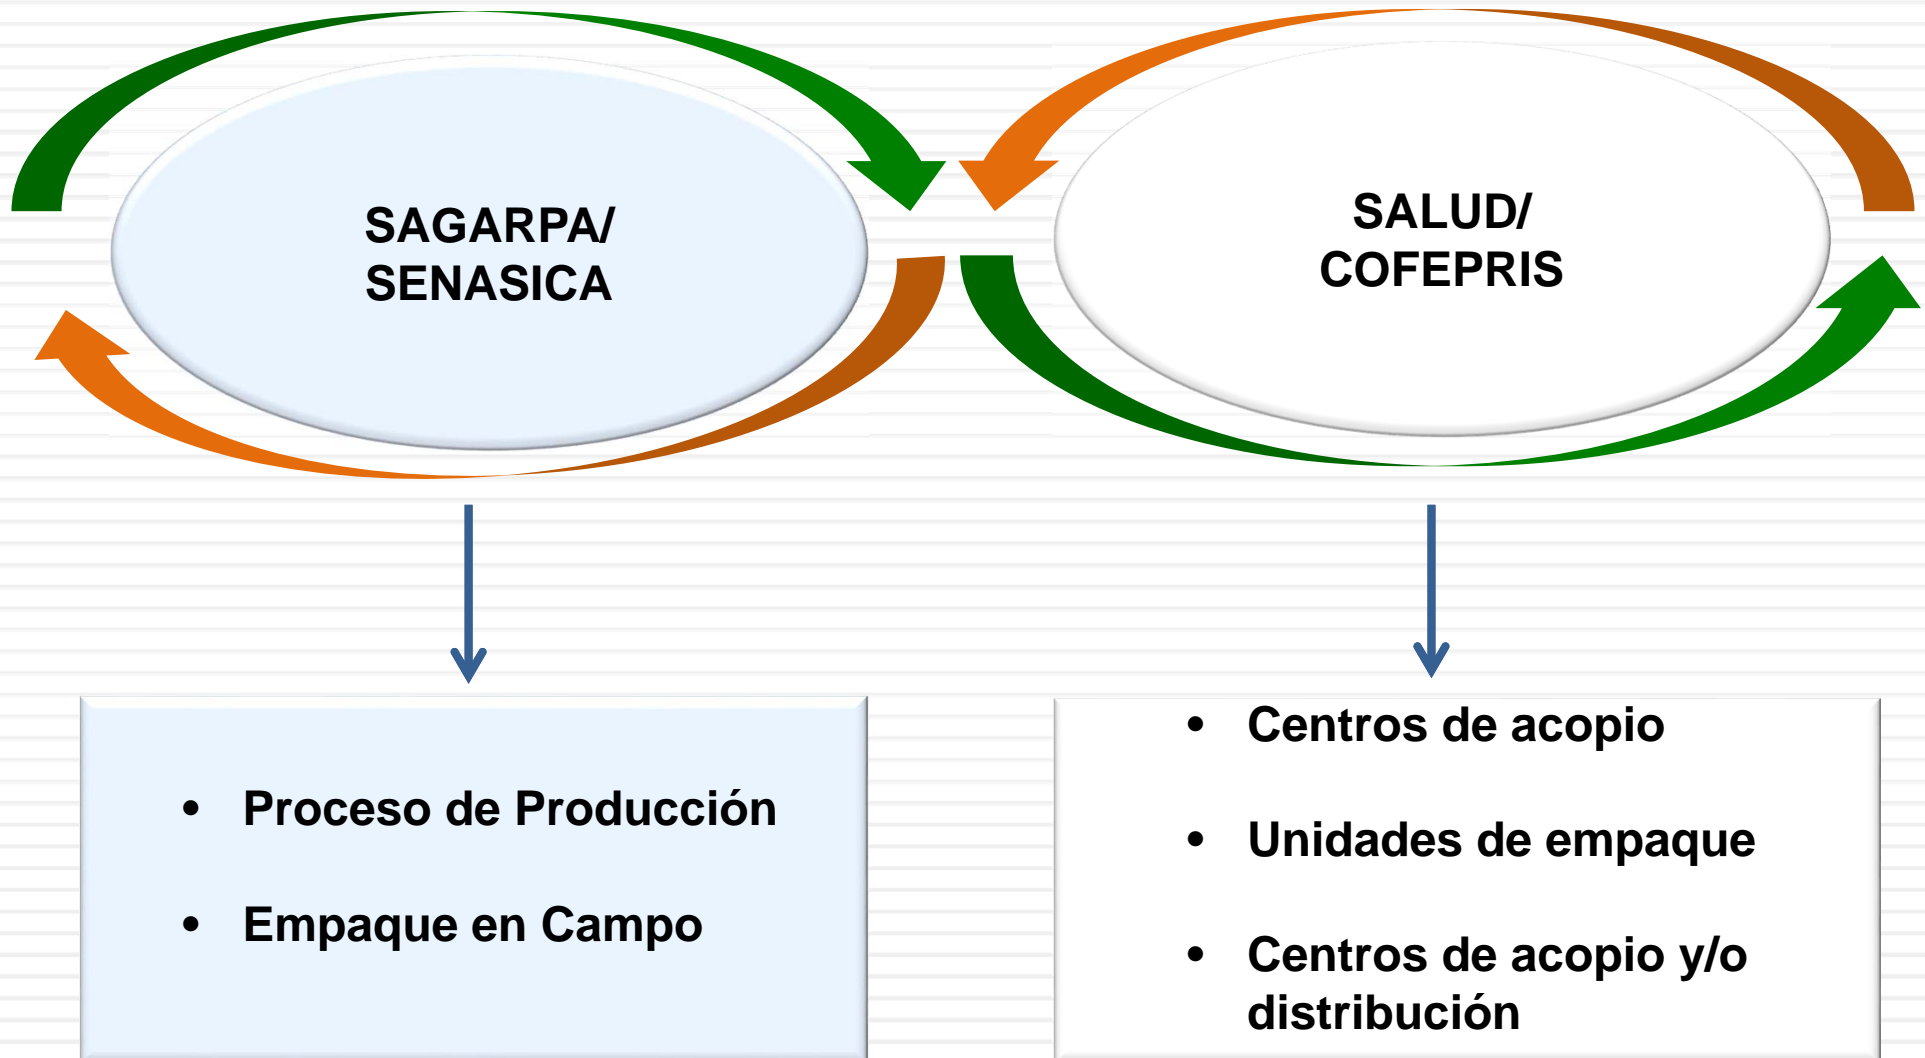 SAGARPA/
SENASICA
SALUD/
COFEPRIS
• Proceso de Producción
• Empaque en Campo
• Centros de acopio
• Unidades de empaque
• Centros de acopio y/o
distribución